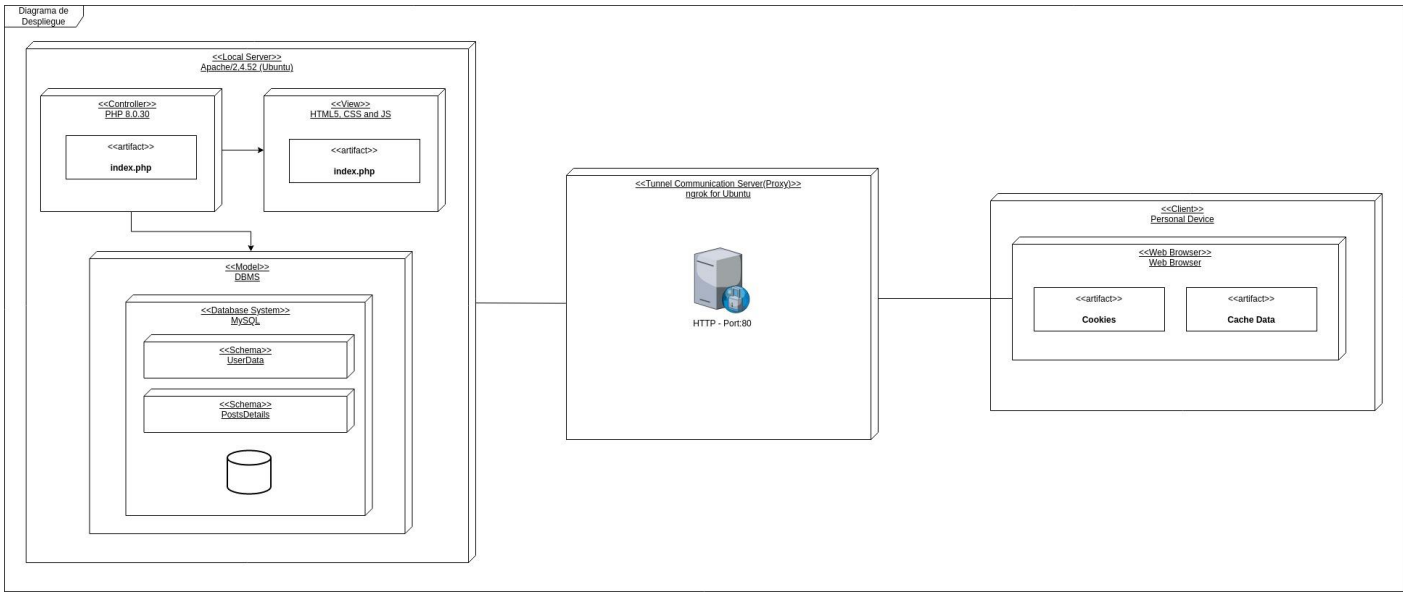 Diagrama de
Despliegue
<<Local Server>>
Apache/2,4.52 (Ubuntu)
<<Controller>>
PHP 8.0.30
<<artifact>>
index.php
<<View>>
HTML5, CSS and JS
<<artifact>>
index.php
<<Model>>
DBMS
<<Database System>>
MySQL
<<Schema>>
UserData
<<Schema>>
PostsDetails
<<Tunnel Communication Server(Proxy)>>
ngrok for Ubuntu
HTTP - Port:80
<<Client>>
Personal Device
<<Web Browser>>
Web Browser
<<artifact>>
Cookies
<<artifact>>
Cache Data